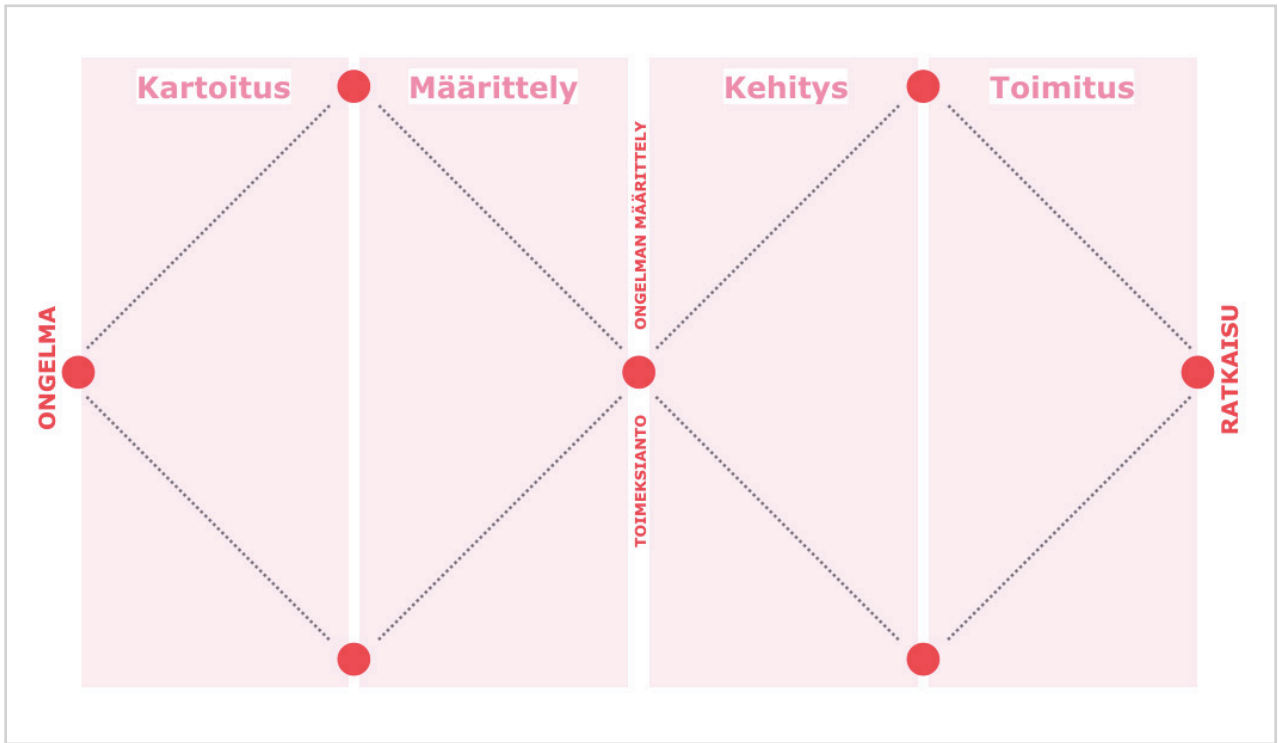 Kartoitus
Määrittely
Kehitys
Toimitus
ONGELMA
ONGELMAN MÄÄRITTELY
TOIMEKSIANTO
RATKAISU